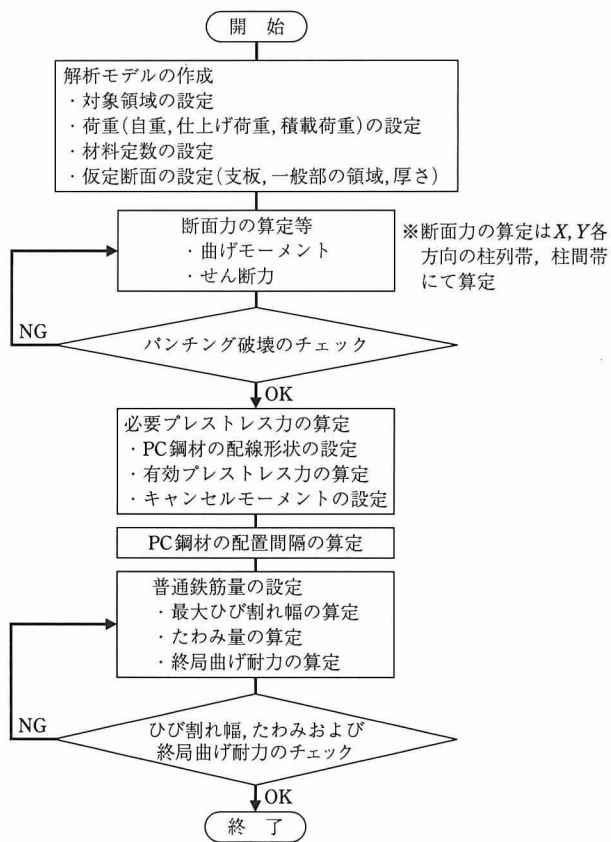 開 始
解析モデルの作成
・対象領域の設定
・荷重(自重,仕上げ荷重,積載荷重)の設定
・材料定数の設定
・仮定断面の設定(支板,一般部の領域,厚さ)
断面力の算定等
・曲げモーメント
・せん断力
※断面力の算定はX,Y各
方向の柱列帯,柱間帯
にて算定
NG
パンチング破壊のチェック
OK
必要プレストレス力の算定
・PC鋼材の配線形状の設定
・有効プレストレス力の算定
・キャンセルモーメントの設定
PC鋼材の配置間隔の算定
普通鉄筋量の設定
・最大ひび割れ幅の算定
・たわみ量の算定
・終局曲げ耐力の算定
NG
ひび割れ幅,たわみおよび
終局曲げ耐力のチェック
OK
終 了